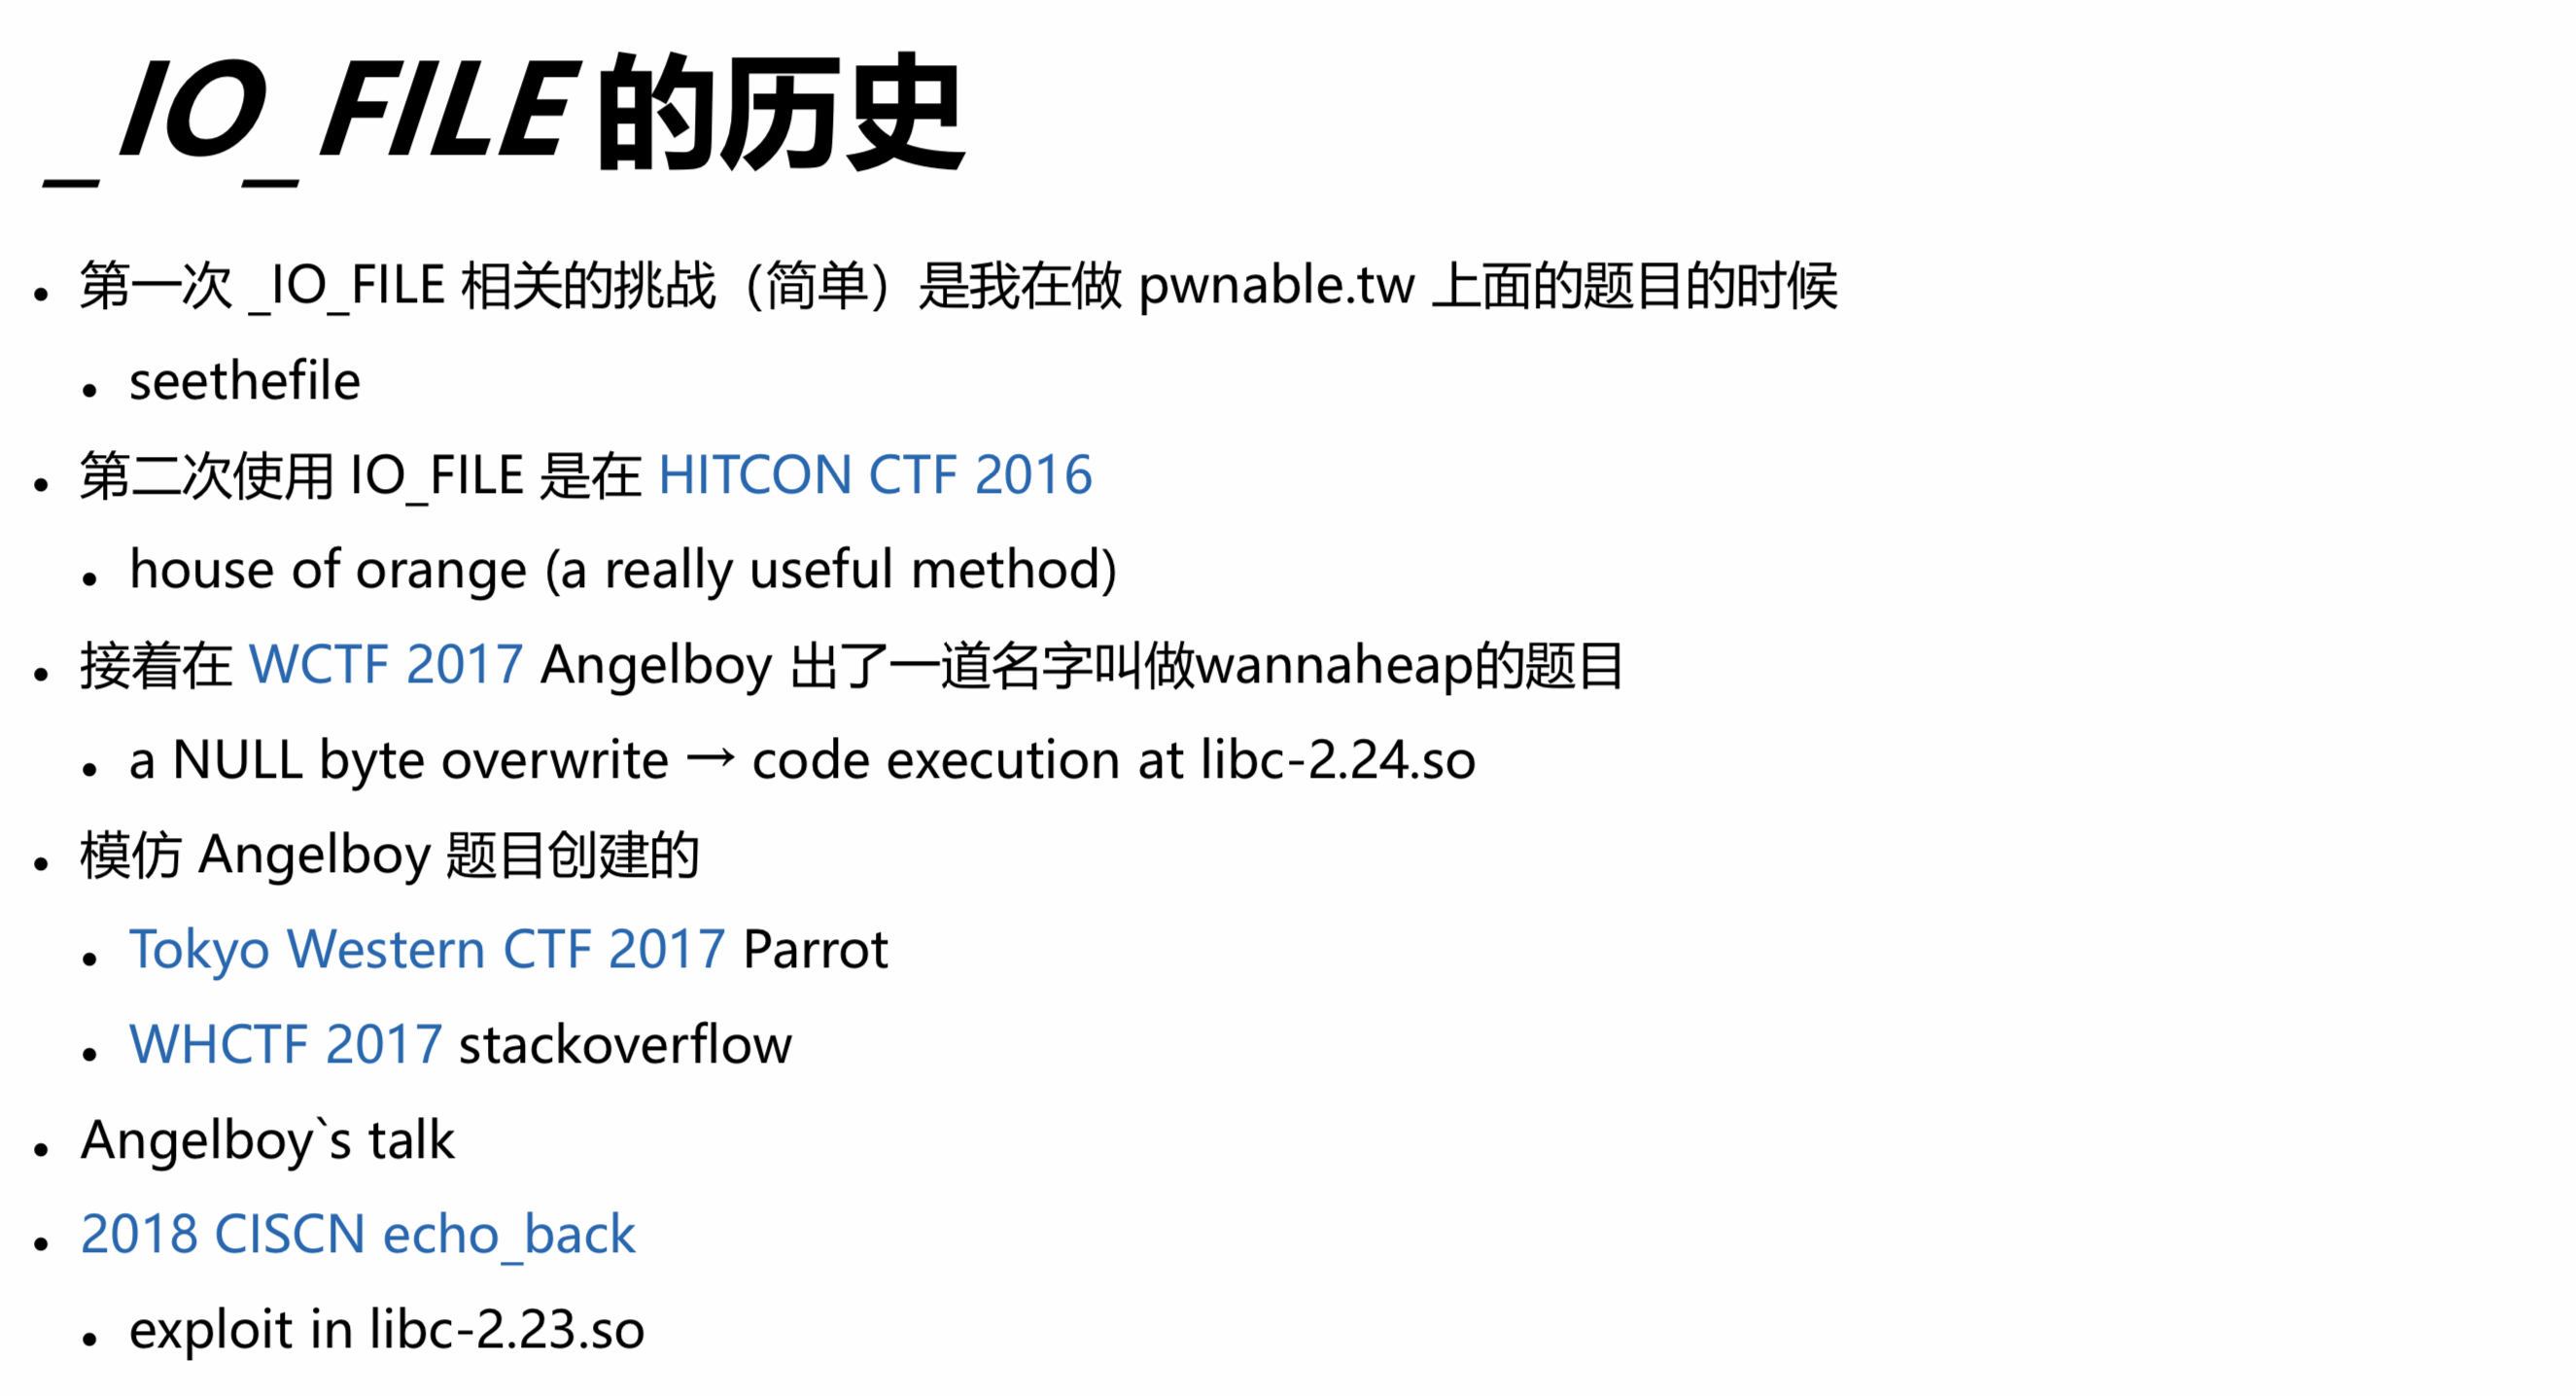 _IO_FILE 的历史
第一次 _IO_FILE 相关的挑战（简单）是我在做 pwnable.tw 上面的题目的时候
seethefile
第二次使用 IO_FILE 是在 HITCON CTF 2016
house of orange (a really useful method)
接着在 WCTF 2017 Angelboy 出了一道名字叫做wannaheap的题目
a NULL byte overwrite → code execution at libc-2.24.so
模仿 Angelboy 题目创建的
Tokyo Western CTF 2017 Parrot
WHCTF 2017 stackoverflow
Angelboy`s talk
2018 CISCN echo_back
exploit in libc-2.23.so